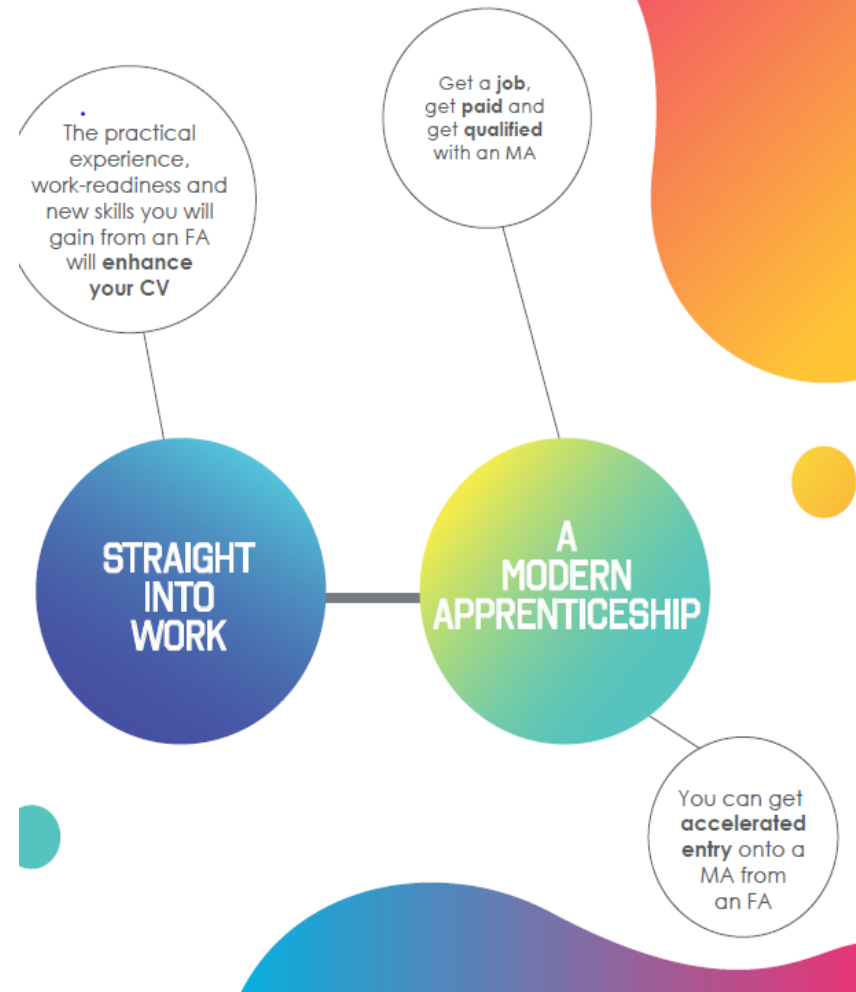 The practical
experience,
work-readiness and
new skills you will
gain from an FA
will enhance
your CV
Get a job,
get paid and
get qualified
with an MA
STRAIGHT
INTO
WORK
A
MODERN
APPRENTICESHIP
You can get
accelerated
entry onto a
MA from
an FA